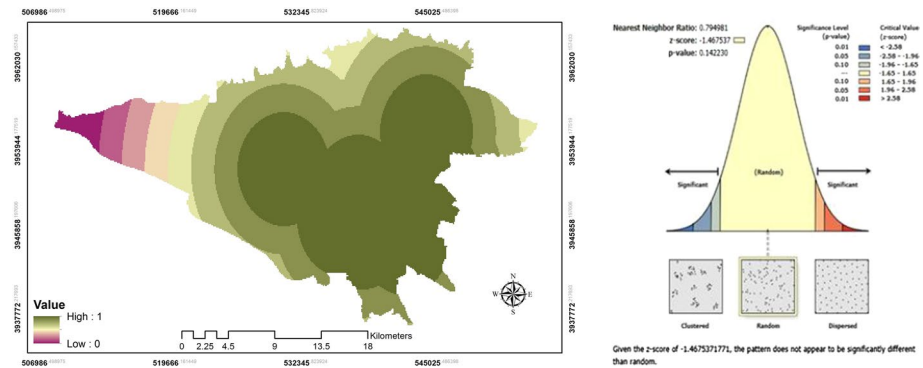 506986 519666 532345 545025
3962030
3953944
3945858
3937772
3962030
3953944
3945858
3937772
506986 519666 532345 545025
Value
High : 1
Low : 0
N
W E
S
Kilometers
0 2.25 4.5 9 13.5 18
Nearest Neighbor Ratio: 0.794981
z-score: -1.467537
p-value: 0.142230
Significance Level
(p-value)
Critical Value
(z-score)
0.01 < -2.58
0.05 -2.58 - -1.96
0.10 -1.96 - -1.65
--- -1.65 - 1.65
0.10 1.65 - 1.96
0.05 1.96 - 2.58
0.01 > 2.58
(Random)
Significant Significant
Clustered Random Dispersed
Given the z-score of -1.4675371771, the pattern does not appear to be significantly different
than random.